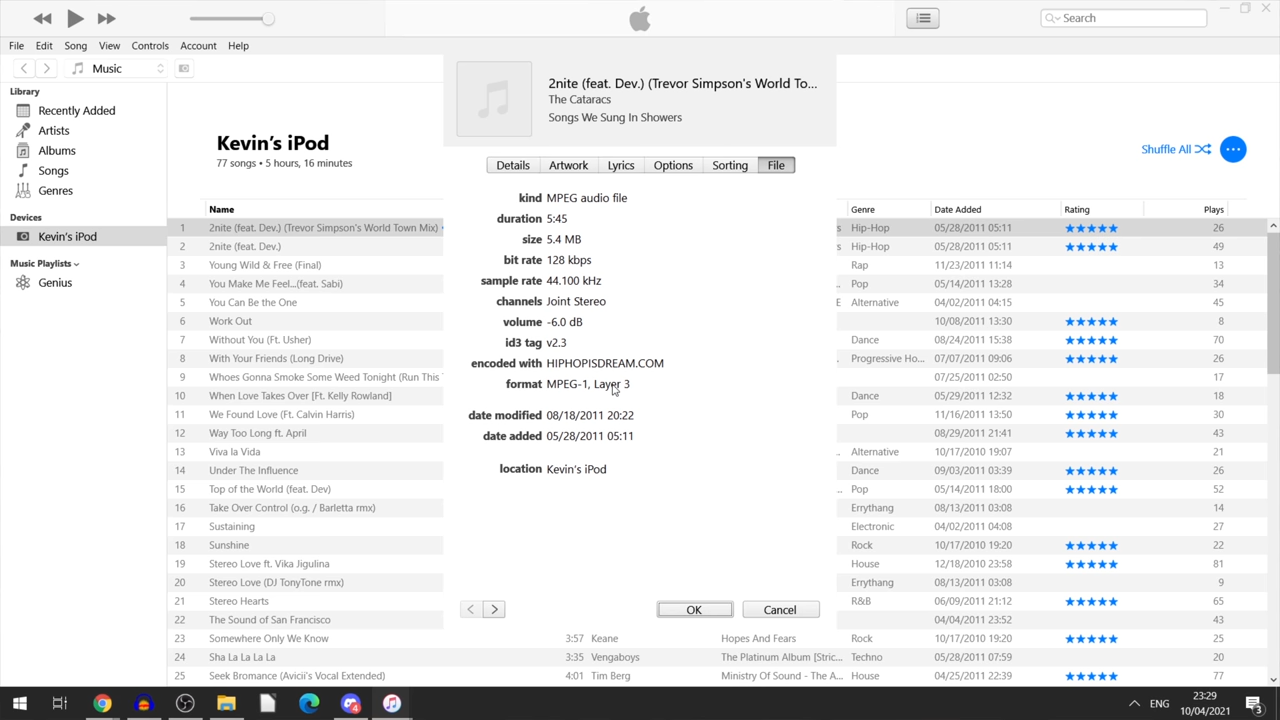 Search
File Edit Song View Controls Account Help
Music
Library
Recently Added
Artists
Albums
Songs
Genres
Devices
Kevin's iPod
Music Playlists
Genius
Kevin's iPod
77 songs • 5 hours, 16 minutes
Shuffle All
2nite (feat. Dev.) (Trevor Simpson's World To...
The Cataracs
Songs We Sung In Showers
Details Artwork Lyrics Options Sorting File
kind MPEG audio file
duration 5:45
size 5.4 MB
bit rate 128 kbps
sample rate 44.100 kHz
channels Joint Stereo
volume -6.0 dB
id3 tag v2.3
encoded with HIPHOPISDREAM.COM
format MPEG-1, Layer 3
date modified 08/18/2011 20:22
date added 05/28/2011 05:11
location Kevin's iPod
OK Cancel
Name Genre Date Added Rating Plays
1 2nite (feat. Dev.) (Trevor Simpson's World Town Mix) Hip-Hop 05/28/2011 05:11 ★★★★★ 26
2 2nite (feat. Dev.) Hip-Hop 05/28/2011 05:11 ★★★★★ 49
3 Young Wild & Free (Final) Rap 11/23/2011 11:14 13
4 You Make Me Feel...(feat. Sabi) Pop 05/14/2011 13:28 34
5 You Can Be the One Alternative 04/02/2011 04:15 45
6 Work Out 10/08/2011 13:30 ★★★★★ 8
7 Without You (Ft. Usher) Dance 08/24/2011 15:38 ★★★★★ 70
8 With Your Friends (Long Drive) Progressive Ho... 07/07/2011 09:06 ★★★★★ 26
9 Whoes Gonna Smoke Some Weed Tonight (Run This 07/25/2011 02:50 17
10 When Love Takes Over [Ft. Kelly Rowland] Dance 05/29/2011 12:32 ★★★★★ 18
11 We Found Love (Ft. Calvin Harris) Pop 11/16/2011 13:50 ★★★★★ 30
12 Way Too Long ft. April 08/29/2011 21:41 ★★★★★ 43
13 Viva la Vida Alternative 10/17/2010 19:07 21
14 Under The Influence Dance 09/03/2011 03:39 ★★★★★ 26
15 Top of the World (feat. Dev) Pop 05/14/2011 18:00 ★★★★★ 52
16 Take Over Control (o.g. / Barletta rmx) Errythang 08/13/2011 03:08 14
17 Sustaining Electronic 04/02/2011 04:08 27
18 Sunshine Rock 10/17/2010 19:20 ★★★★★ 22
19 Stereo Love ft. Vika Jigulina House 12/18/2010 23:58 ★★★★★ 81
20 Stereo Love (DJ TonyTone rmx) Errythang 08/13/2011 03:08 9
21 Stereo Hearts R&B 06/09/2011 21:12 ★★★★★ 65
22 The Sound of San Francisco 04/04/2011 23:52 43
23 Somewhere Only We Know 3:57 Keane Hopes And Fears Rock 10/17/2010 19:20 ★★★★★ 25
24 Sha La La La La 3:35 Vengaboys The Platinum Album [Stric... Techno 05/28/2011 07:59 20
25 Seek Bromance (Avicii's Vocal Extended) 4:01 Tim Berg Ministry Of Sound - The A... House 04/25/2011 22:39 ★★★★★ 77
ENG
23:29
10/04/2021
3